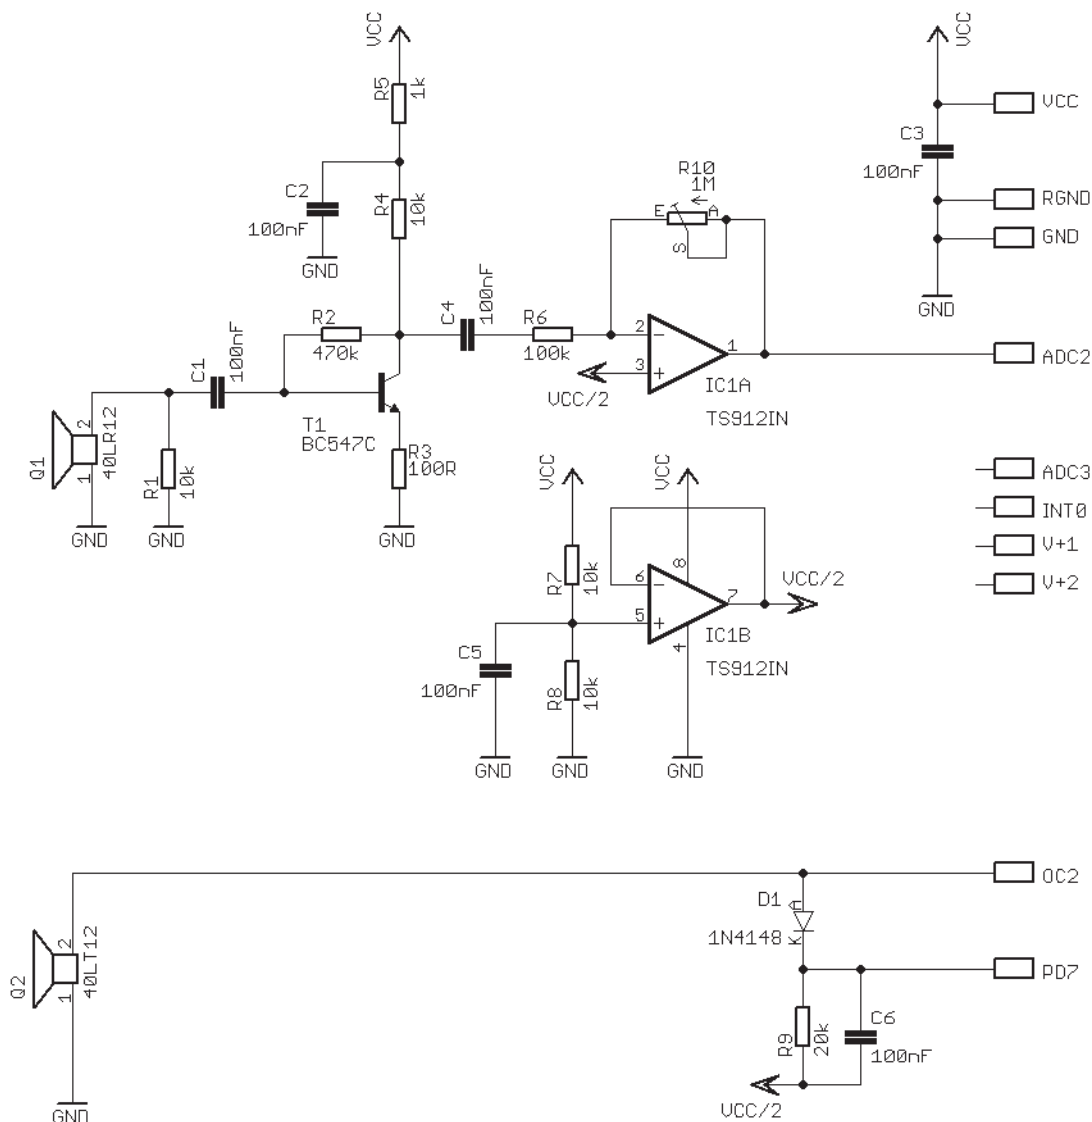 VCC
R5
1k
C2
100nF
GND
R4
10k
R2
470k
C1
100nF
C4
100nF
R6
100k
R10
1M
E
A
S
2
-
3
+
1
VCC/2
IC1A
TS912IN
VCC
VCC
C3
100nF
RGND
GND
GND
ADC2
Q1
2
1
40LR12
GND
R1
10k
GND
T1
BC547C
R3
100R
GND
ADC3
INT0
V+1
V+2
VCC
R7
10k
VCC
8
6
-
5
+
7
4
VCC/2
IC1B
TS912IN
C5
100nF
R8
10k
GND
GND
GND
Q2
2
1
40LT12
GND
OC2
D1
A
1N4148
K
PD7
R9
20k
C6
100nF
VCC/2